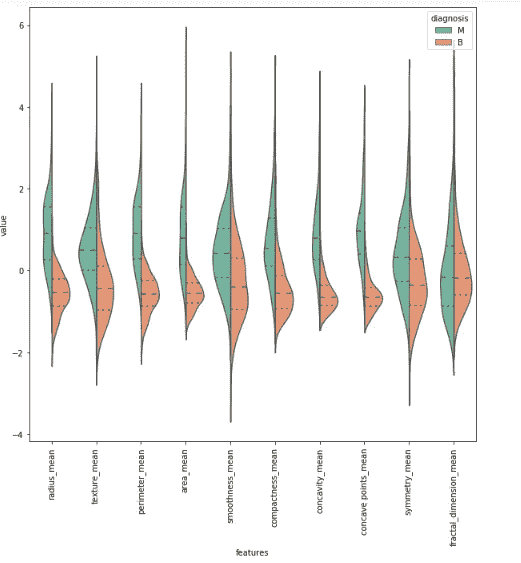 diagnosis
M
B
6
4
2
0
−2
−4
value
radius_mean
texture_mean
perimeter_mean
area_mean
smoothness_mean
compactness_mean
concavity_mean
concave points_mean
symmetry_mean
fractal_dimension_mean
features